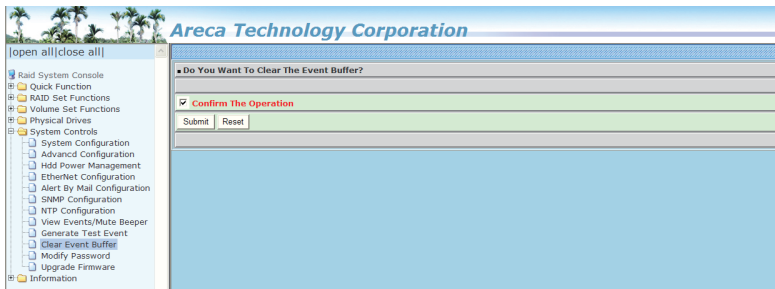 Areca Technology Corporation
|open all|close all|
Raid System Console
Quick Function
RAID Set Functions
Volume Set Functions
Physical Drives
System Controls
System Configuration
Advancd Configuration
Hdd Power Management
EtherNet Configuration
Alert By Mail Configuration
SNMP Configuration
NTP Configuration
View Events/Mute Beeper
Generate Test Event
Clear Event Buffer
Modify Password
Upgrade Firmware
Information
Do You Want To Clear The Event Buffer?
Confirm The Operation
Submit Reset